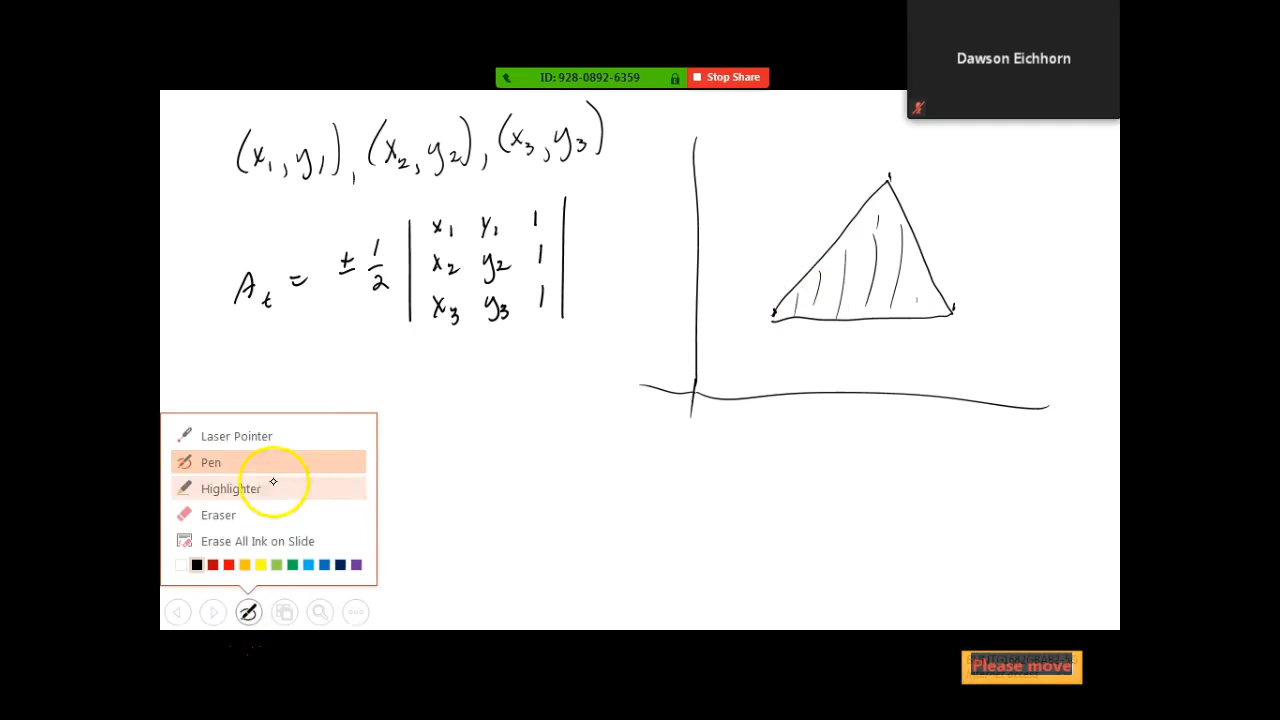 Dawson Eichhorn
ID: 928-0892-6359 Stop Share
(x₁, y₁), (x₂, y₂), (x₃, y₃)
x₁ y₁ 1
A_t = ± 1/2 | x₂ y₂ 1 |
x₃ y₃ 1
Laser Pointer
Pen
Highlighter
Eraser
Erase All Ink on Slide
Please move